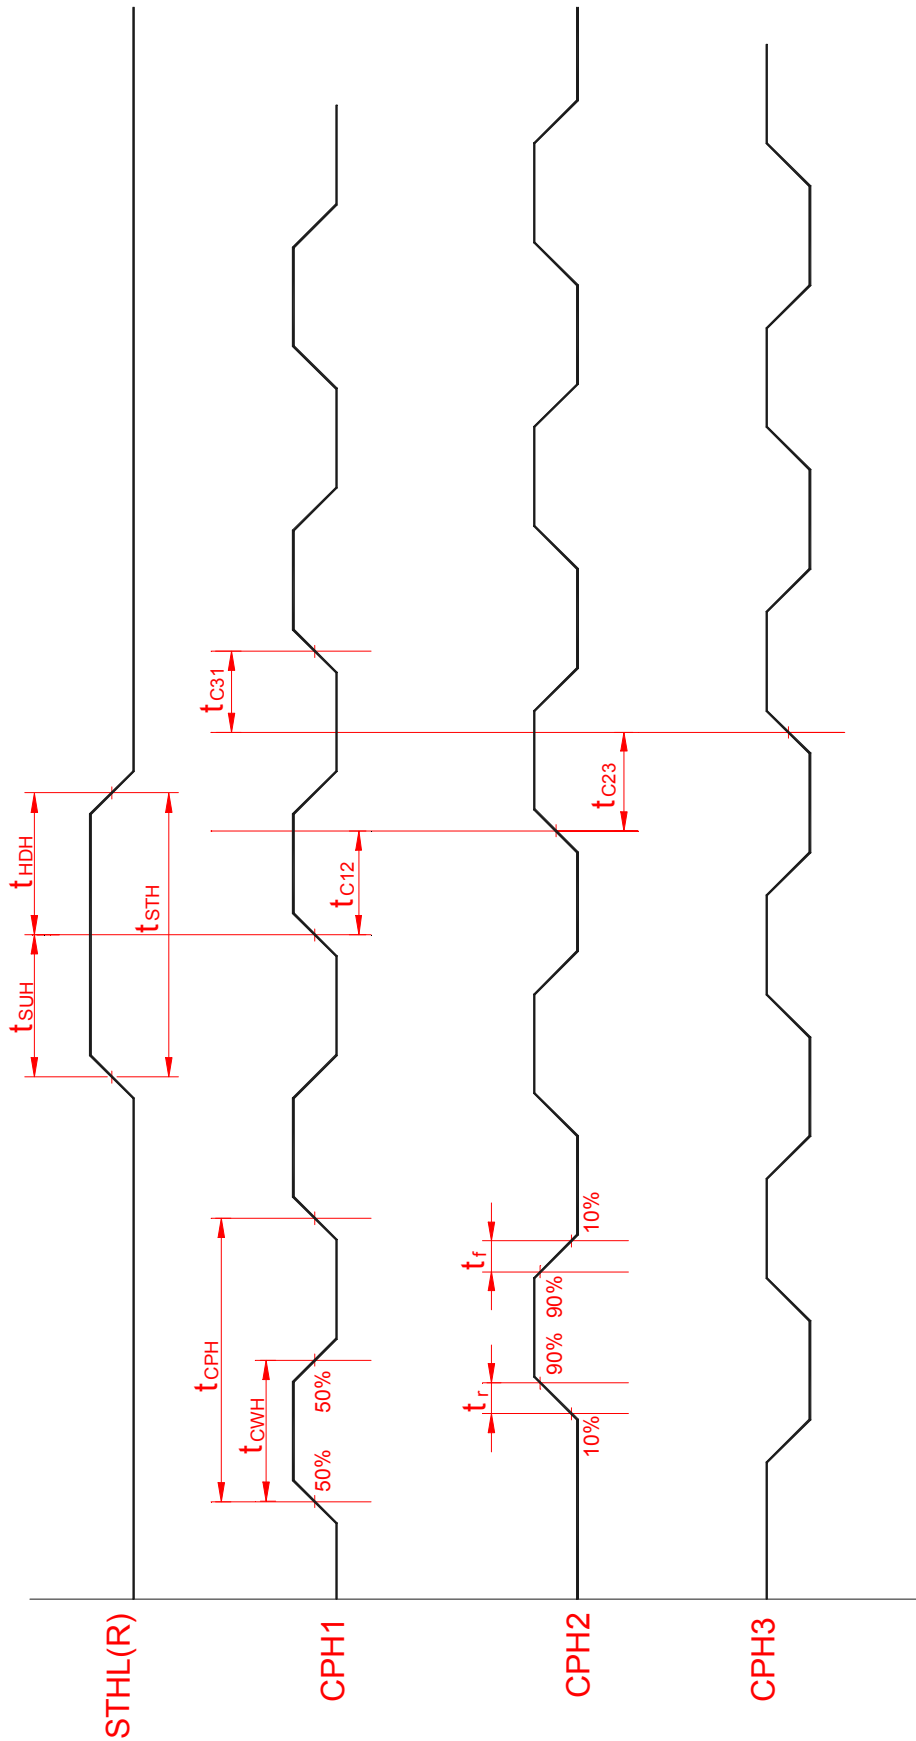 STHL(R)
tSUH
tHDH
tSTH
CPH1
tCPH
tCWH
50%
50%
tC12
tC31
CPH2
tr
tf
10%
90%
90%
10%
tC23
CPH3